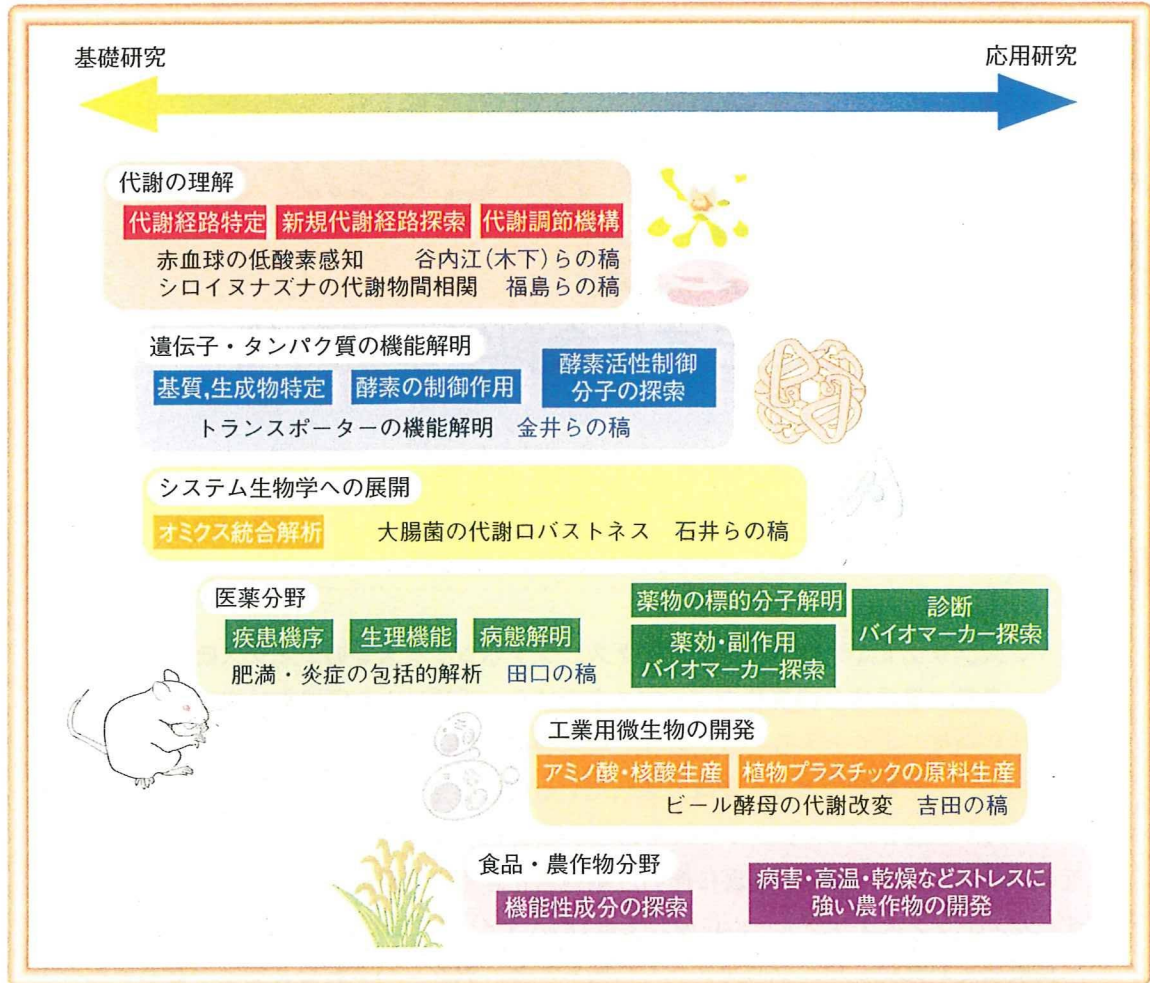 基礎研究
応用研究
代謝の理解
代謝経路特定 新規代謝経路探索 代謝調節機構
赤血球の低酸素感知 谷内江(木下)らの稿
シロイヌナズナの代謝物間相関 福島らの稿
遺伝子・タンパク質の機能解明
基質,生成物特定 酵素の制御作用
酵素活性制御
分子の探索
トランスポーターの機能解明 金井らの稿
システム生物学への展開
オミクス統合解析 大腸菌の代謝ロバストネス 石井らの稿
医薬分野
疾患機序 生理機能 病態解明
肥満・炎症の包括的解析 田口の稿
薬物の標的分子解明
薬効・副作用
バイオマーカー探索
診断
バイオマーカー探索
工業用微生物の開発
アミノ酸・核酸生産 植物プラスチックの原料生産
ビール酵母の代謝改変 吉田の稿
食品・農作物分野
機能性成分の探索
病害・高温・乾燥などストレスに
強い農作物の開発